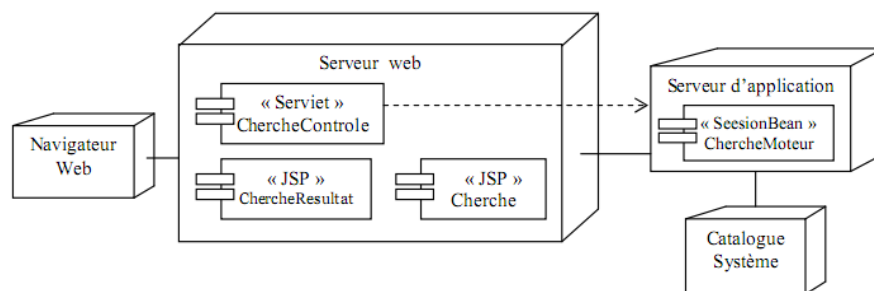 Serveur web
« Serviet »
ChercheControle
« JSP »
ChercheResultat
« JSP »
Cherche
Navigateur
Web
Serveur d'application
« SeesionBean »
ChercheMoteur
Catalogue
Système